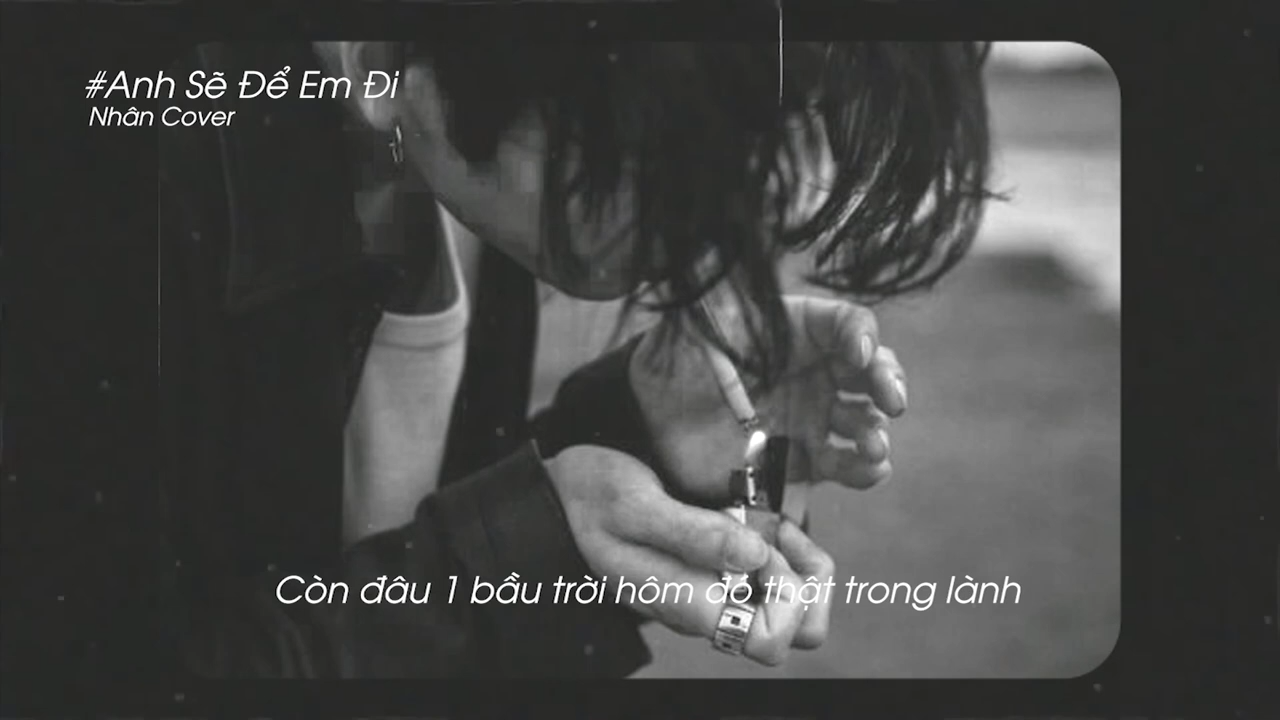 #Anh Sẽ Để Em Đi
Nhân Cover
Còn đâu 1 bầu trời hôm đó thật trong lành